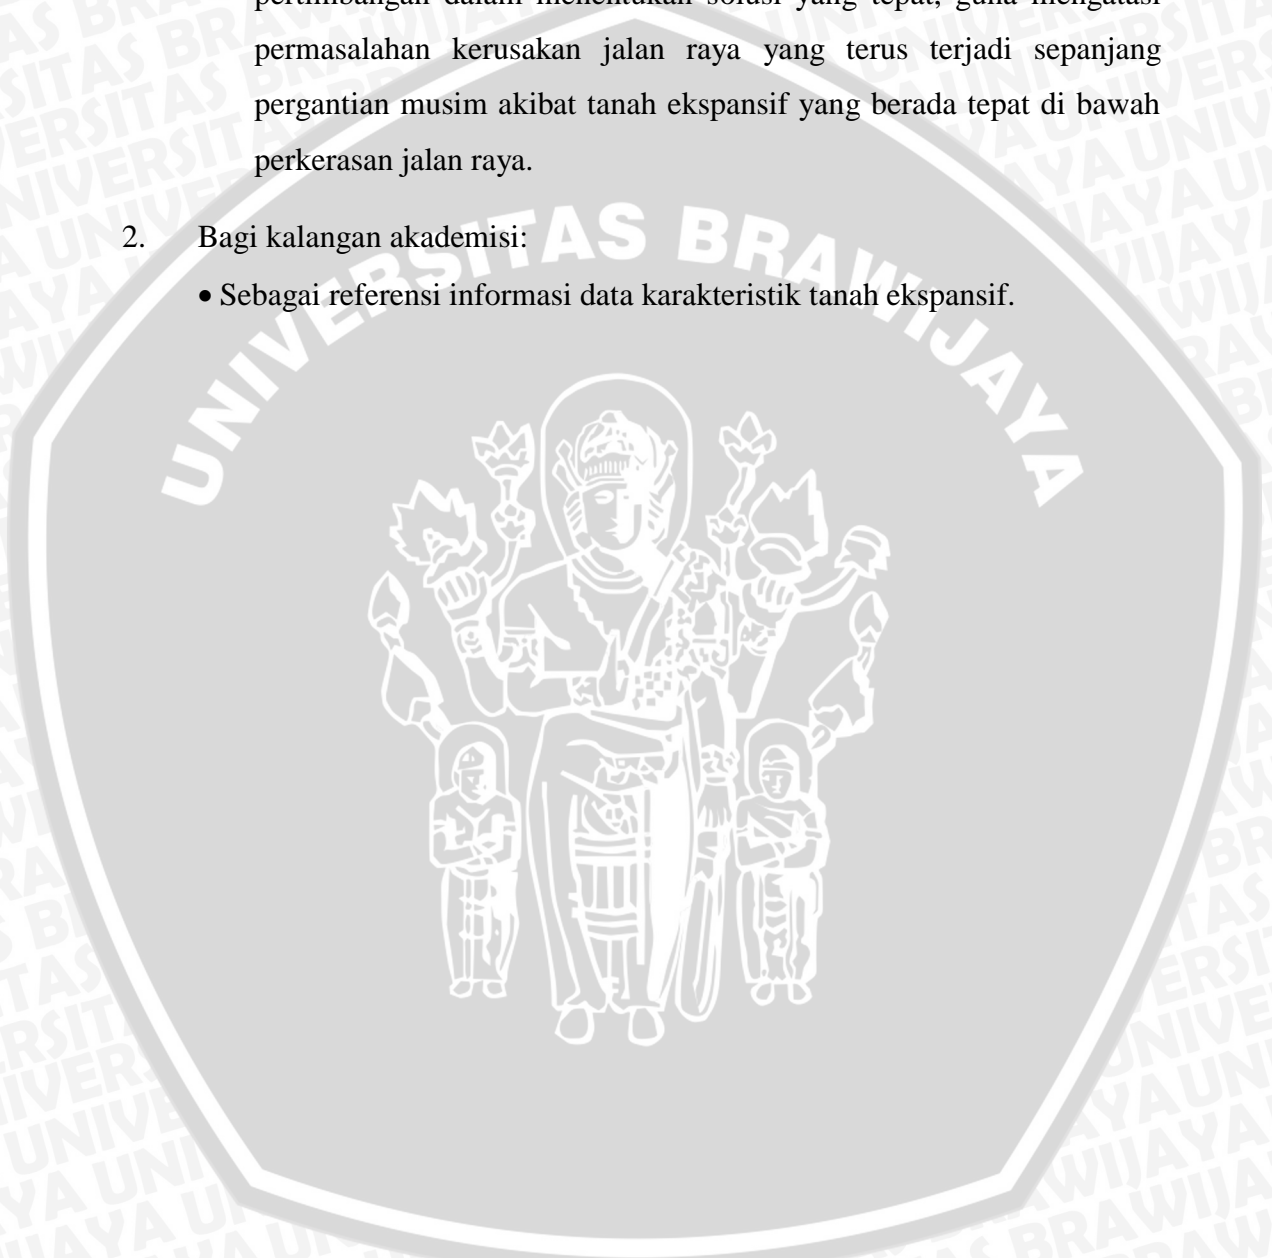 pertimbangan dalam menentukan solusi yang tepat, guna mengatasi
permasalahan kerusakan jalan raya yang terus terjadi sepanjang
pergantian musim akibat tanah ekspansif yang berada tepat di bawah
perkerasan jalan raya.
2. Bagi kalangan akademisi:
• Sebagai referensi informasi data karakteristik tanah ekspansif.
UNIVERSITAS BRAWIJAYA